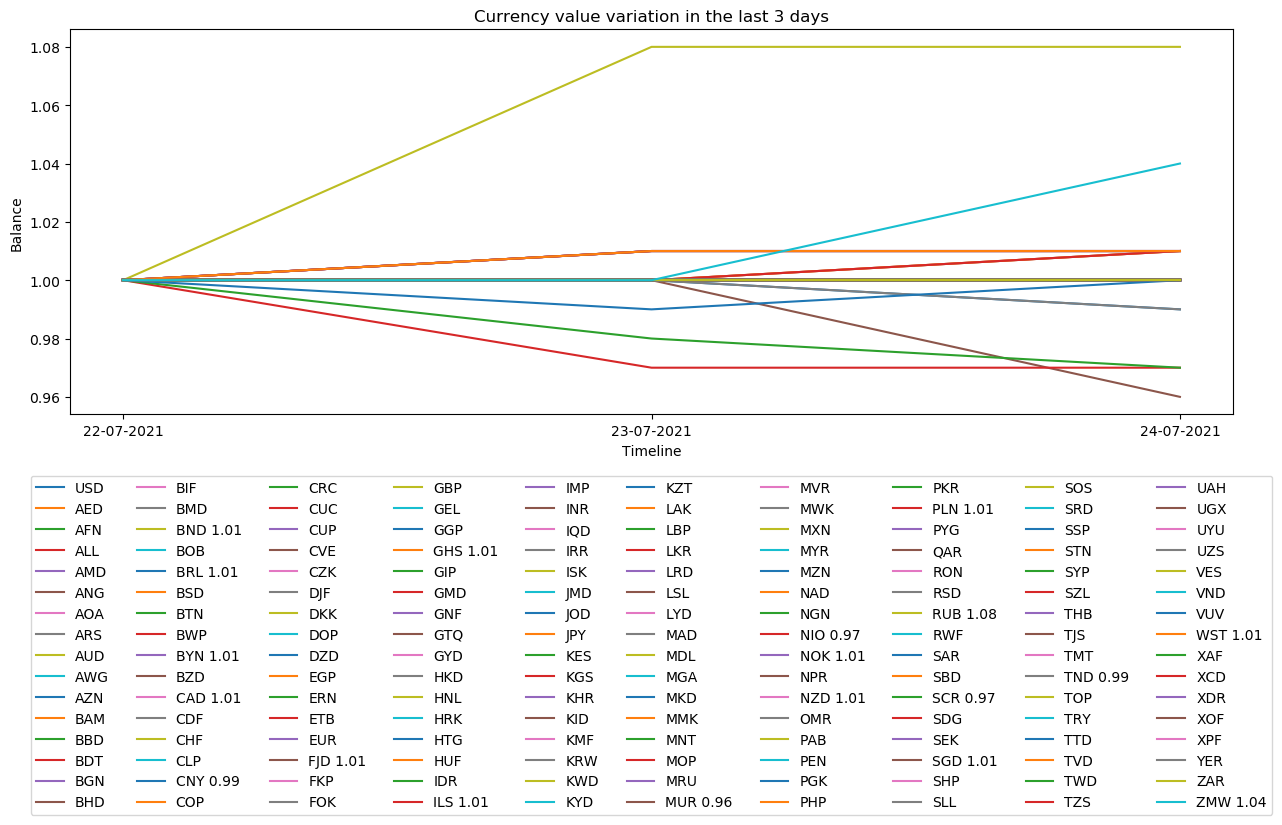 Currency value variation in the last 3 days
1.08
1.06
1.04
1.02
1.00
0.98
0.96
Balance
22-07-2021 23-07-2021 24-07-2021
Timeline
USD BIF CRC GBP IMP KZT MVR PKR SOS UAH
AED BMD CUC GEL INR LAK MWK PLN 1.01 SRD UGX
AFN BND 1.01 CUP GGP IQD LBP MXN PYG SSP UYU
ALL BOB CVE GHS 1.01 IRR LKR MYR QAR STN UZS
AMD BRL 1.01 CZK GIP ISK LRD MZN RON SYP VES
ANG BSD DJF GMD JMD LSL NAD RSD SZL VND
AOA BTN DKK GNF JOD LYD NGN RUB 1.08 THB VUV
ARS BWP DOP GTQ JPY MAD NIO 0.97 RWF TJS WST 1.01
AUD BYN 1.01 DZD GYD KES MDL NOK 1.01 SAR TMT XAF
AWG BZD EGP HKD KGS MGA NPR SBD TND 0.99 XCD
AZN CAD 1.01 ERN HNL KHR MKD NZD 1.01 SCR 0.97 TOP XDR
BAM CDF ETB HRK KID MMK OMR SDG TRY XOF
BBD CHF EUR HTG KMF MNT PAB SEK TTD XPF
BDT CLP FJD 1.01 HUF KRW MOP PEN SGD 1.01 TVD YER
BGN CNY 0.99 FKP IDR KWD MRU PGK SHP TWD ZAR
BHD COP FOK ILS 1.01 KYD MUR 0.96 PHP SLL TZS ZMW 1.04